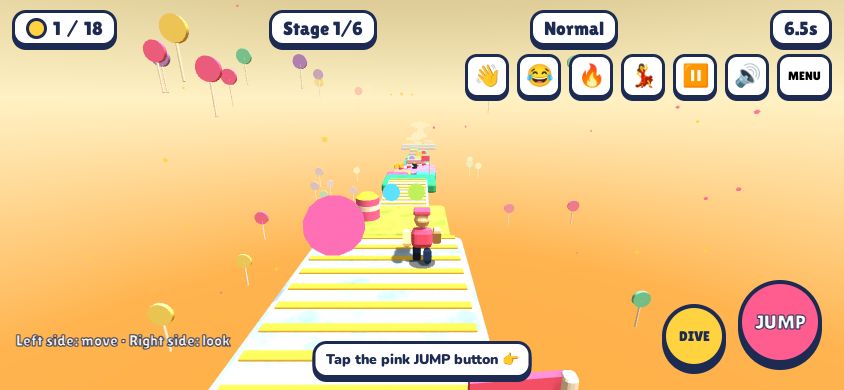 1 / 18
Stage 1/6
Normal
6.5s
MENU
Left side: move · Right side: look
Tap the pink JUMP button
DIVE
JUMP